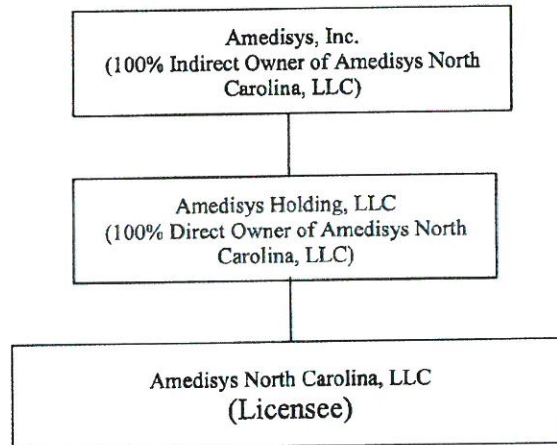 Amedisys, Inc.
(100% Indirect Owner of Amedisys North
Carolina, LLC)
Amedisys Holding, LLC
(100% Direct Owner of Amedisys North
Carolina, LLC)
Amedisys North Carolina, LLC
(Licensee)